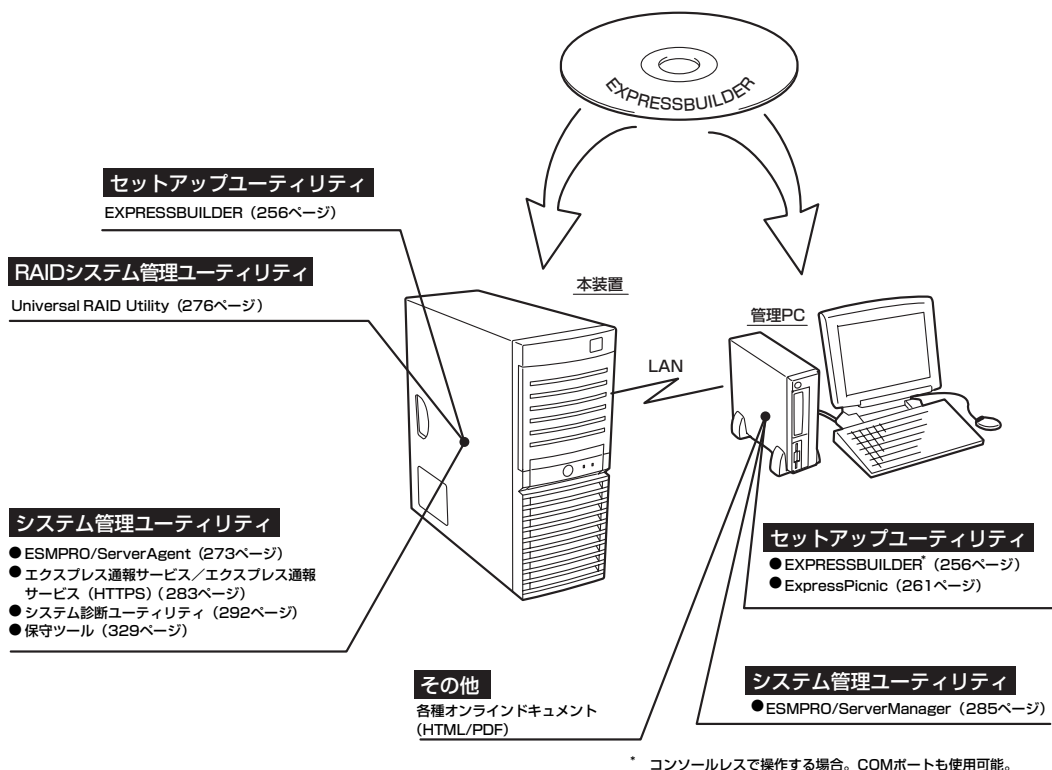 EXPRESSBUILDER
セットアップユーティリティ
EXPRESSBUILDER（256ページ）
RAIDシステム管理ユーティリティ
Universal RAID Utility（276ページ）
本装置
管理PC
LAN
システム管理ユーティリティ
●ESMPRO/ServerAgent（273ページ）
●エクスプレス通報サービス／エクスプレス通報
サービス（HTTPS）（283ページ）
●システム診断ユーティリティ（292ページ）
●保守ツール（329ページ）
セットアップユーティリティ
●EXPRESSBUILDER*（256ページ）
●ExpressPicnic（261ページ）
その他
各種オンラインドキュメント
（HTML/PDF）
システム管理ユーティリティ
●ESMPRO/ServerManager（285ページ）
* コンソールレスで操作する場合。COMポートも使用可能。